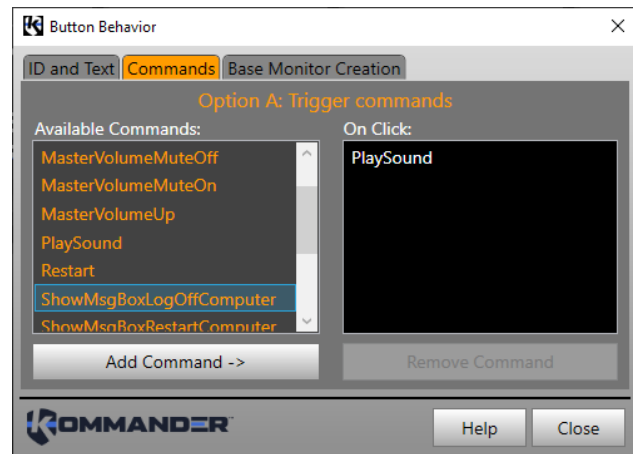 Button Behavior
ID and Text Commands Base Monitor Creation
Option A: Trigger commands
Available Commands:
MasterVolumeMuteOff
MasterVolumeMuteOn
MasterVolumeUp
PlaySound
Restart
ShowMsgBoxLogOffComputer
ShowMsgBoxRestartComputer
Add Command ->
On Click:
PlaySound
Remove Command
KOMMANDER
Help
Close